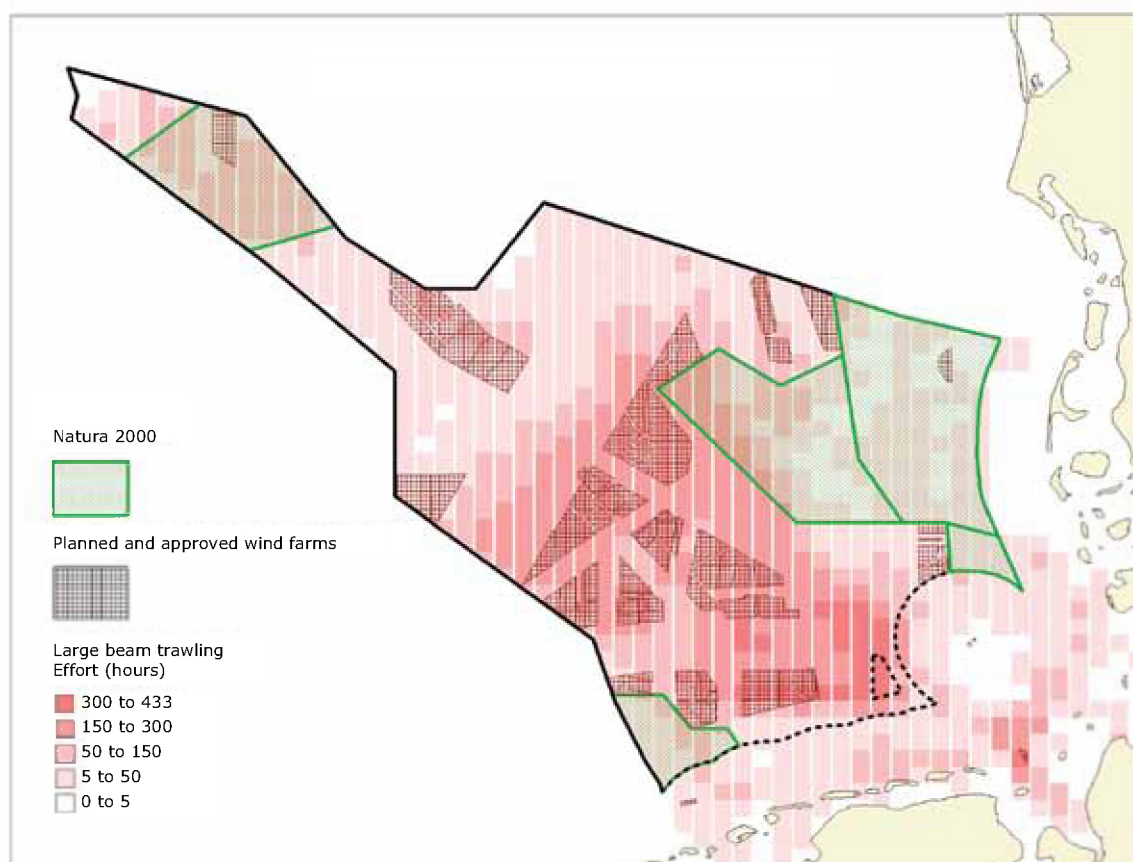 Natura 2000
Planned and approved wind farms
Large beam trawling
Effort (hours)
300 to 433
150 to 300
50 to 150
5 to 50
0 to 5